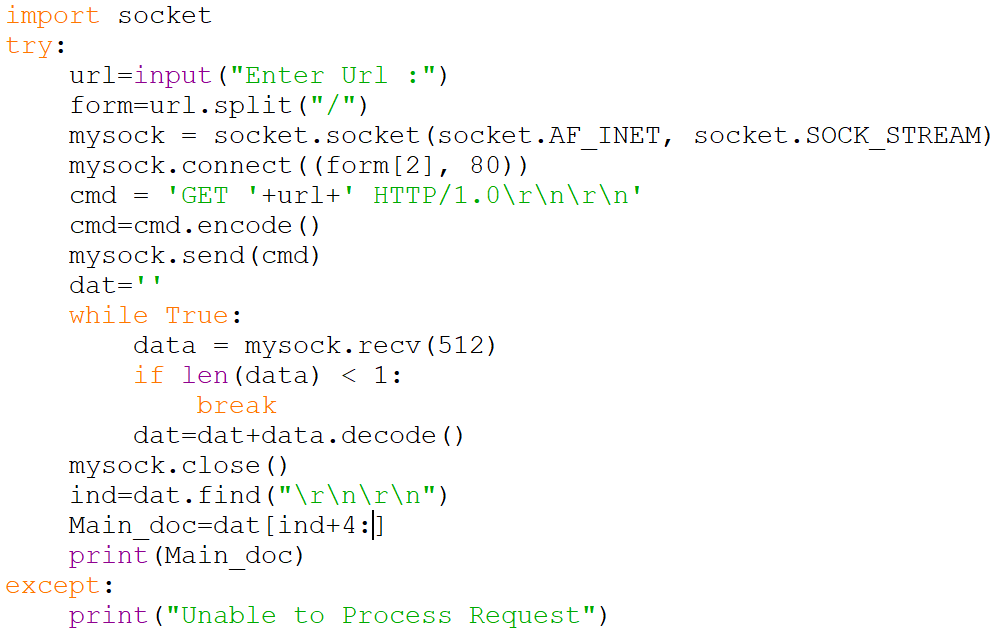 import socket
try:
    url=input("Enter Url :")
    form=url.split("/")
    mysock = socket.socket(socket.AF_INET, socket.SOCK_STREAM)
    mysock.connect((form[2], 80))
    cmd = 'GET '+url+' HTTP/1.0\r\n\r\n'
    cmd=cmd.encode()
    mysock.send(cmd)
    dat=''
    while True:
        data = mysock.recv(512)
        if len(data) < 1:
            break
        dat=dat+data.decode()
    mysock.close()
    ind=dat.find("\r\n\r\n")
    Main_doc=dat[ind+4:]
    print(Main_doc)
except:
    print("Unable to Process Request")